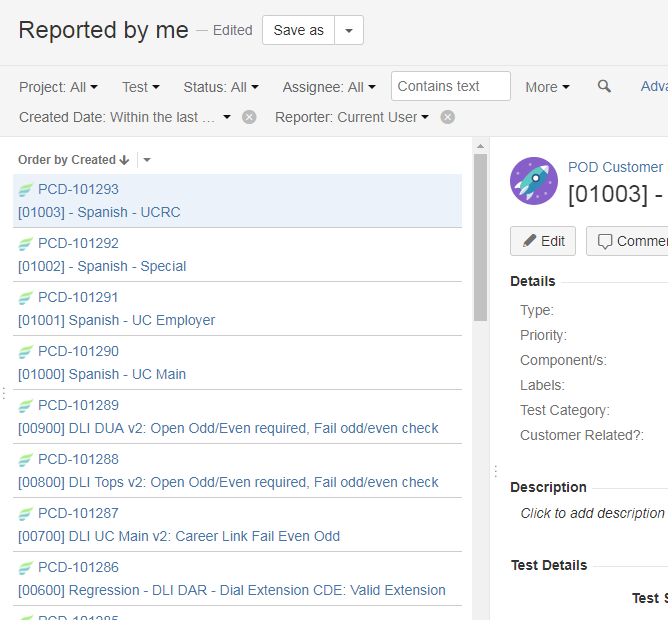 Reported by me — Edited Save as
Project: All Test Status: All Assignee: All Contains text More
Created Date: Within the last ... Reporter: Current User
Order by Created
PCD-101293
[01003] - Spanish - UCRC
PCD-101292
[01002] - Spanish - Special
PCD-101291
[01001] Spanish - UC Employer
PCD-101290
[01000] Spanish - UC Main
PCD-101289
[00900] DLI DUA v2: Open Odd/Even required, Fail odd/even check
PCD-101288
[00800] DLI Tops v2: Open Odd/Even required, Fail odd/even check
PCD-101287
[00700] DLI UC Main v2: Career Link Fail Even Odd
PCD-101286
[00600] Regression - DLI DAR - Dial Extension CDE: Valid Extension
POD Customer
[01003] -
Edit Commen
Details
Type:
Priority:
Component/s:
Labels:
Test Category:
Customer Related?:
Description
Click to add description
Test Details
Test S